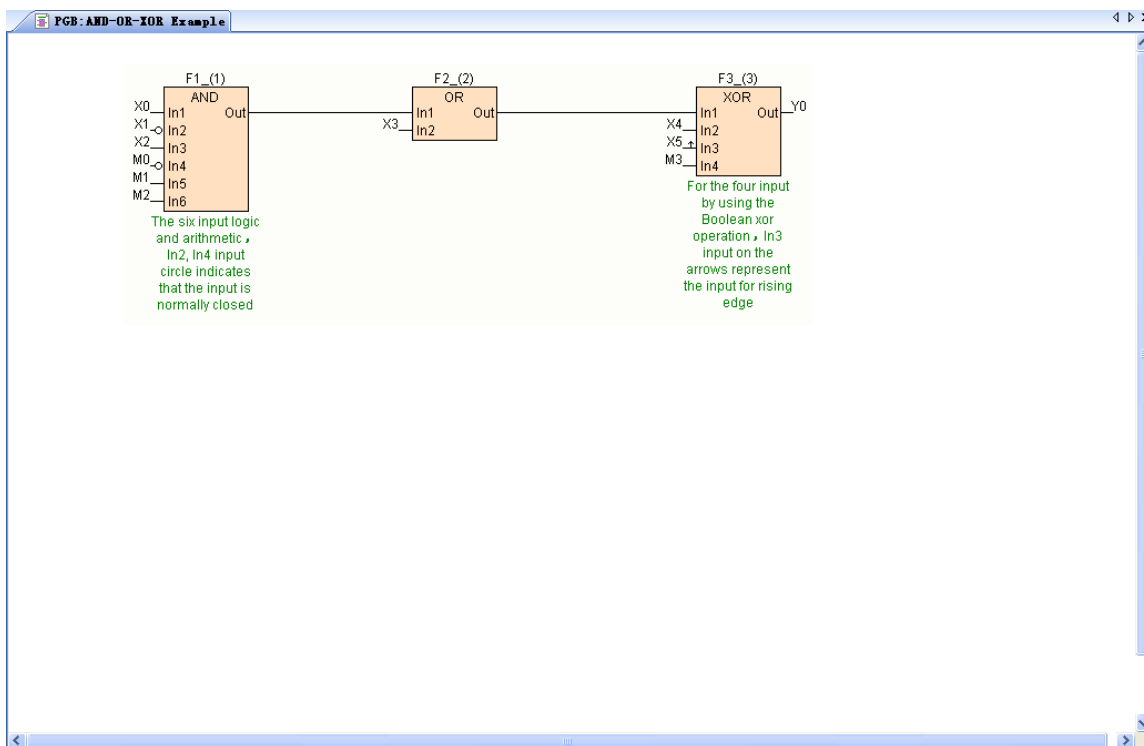 PGB:AND-OR-XOR Example
F1_(1)
AND
X0 In1 Out
X1 In2
X2 In3
M0 In4
M1 In5
M2 In6
The six input logic
and arithmetic，
In2, In4 input
circle indicates
that the input is
normally closed
F2_(2)
OR
In1 Out
X3 In2
F3_(3)
XOR
In1 Out Y0
X4 In2
X5 In3
M3 In4
For the four input
by using the
Boolean xor
operation，In3
input on the
arrows represent
the input for rising
edge